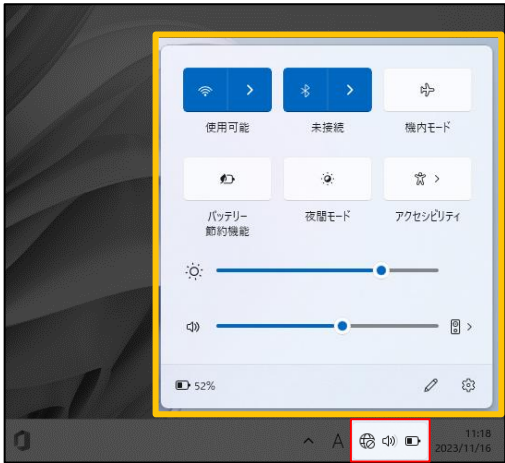 使用可能
未接続
機内モード
バッテリー
節約機能
夜間モード
アクセシビリティ
52%
A
11:18
2023/11/16